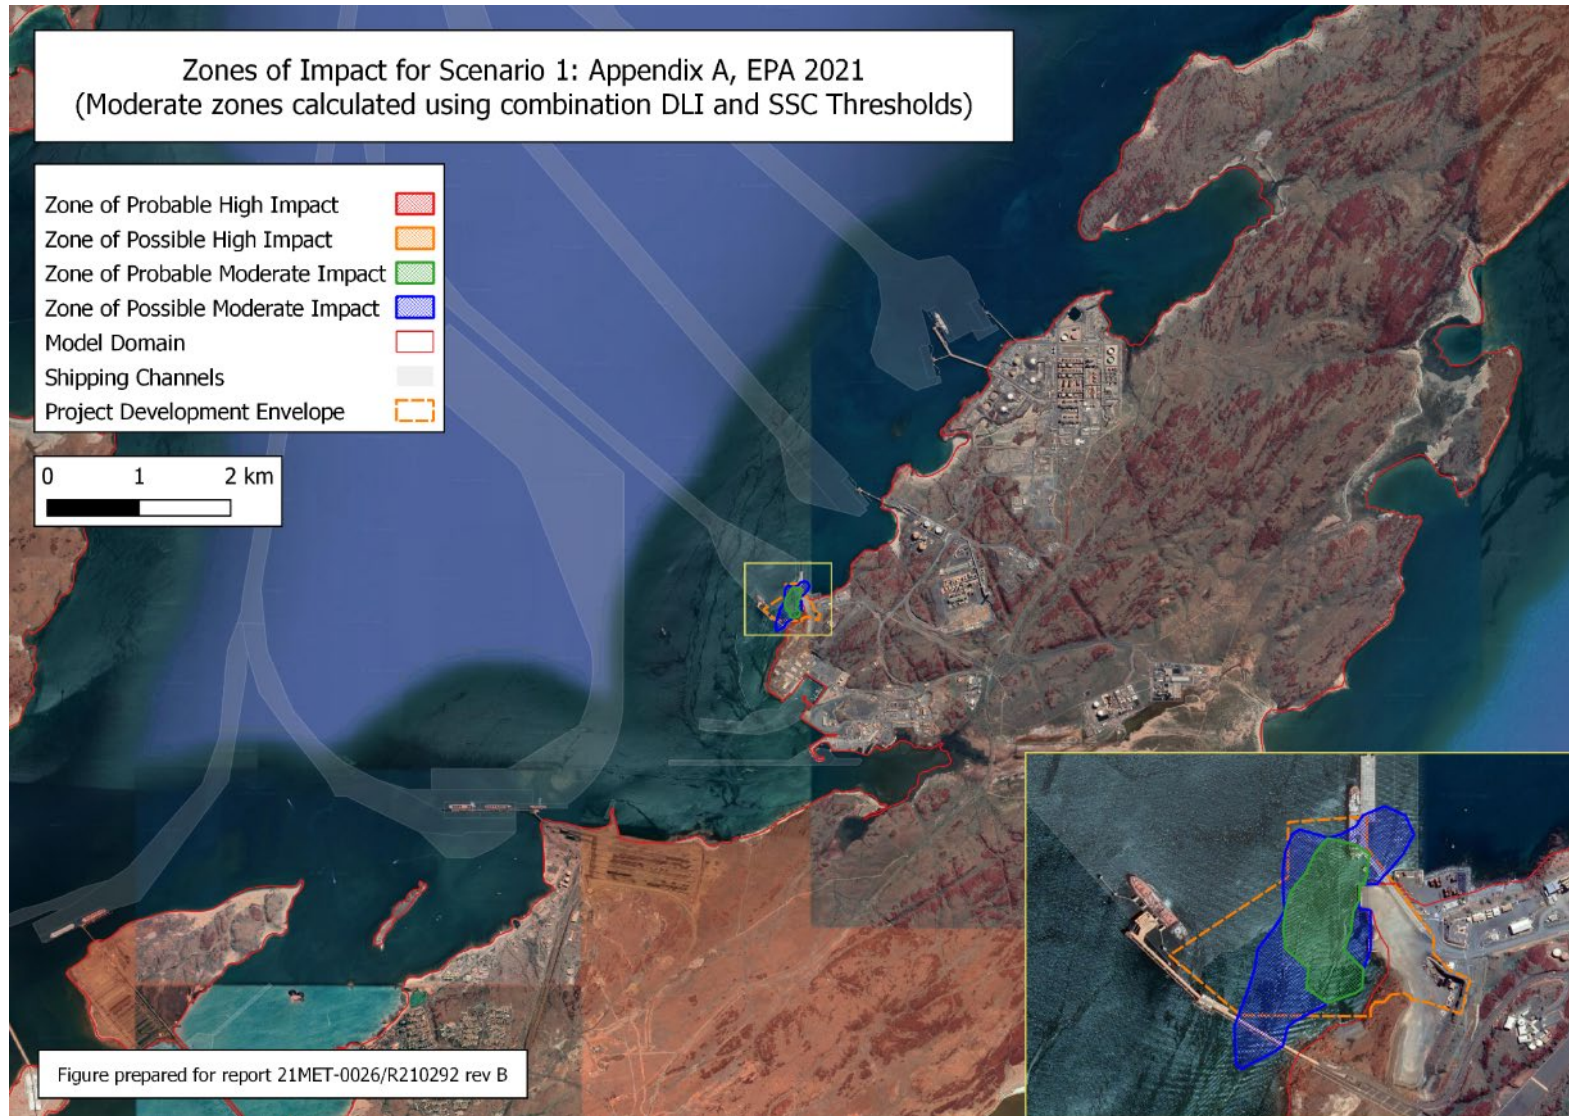 Zones of Impact for Scenario 1: Appendix A, EPA 2021
(Moderate zones calculated using combination DLI and SSC Thresholds)
Zone of Probable High Impact
Zone of Possible High Impact
Zone of Probable Moderate Impact
Zone of Possible Moderate Impact
Model Domain
Shipping Channels
Project Development Envelope
0 1 2 km
Figure prepared for report 21MET-0026/R210292 rev B